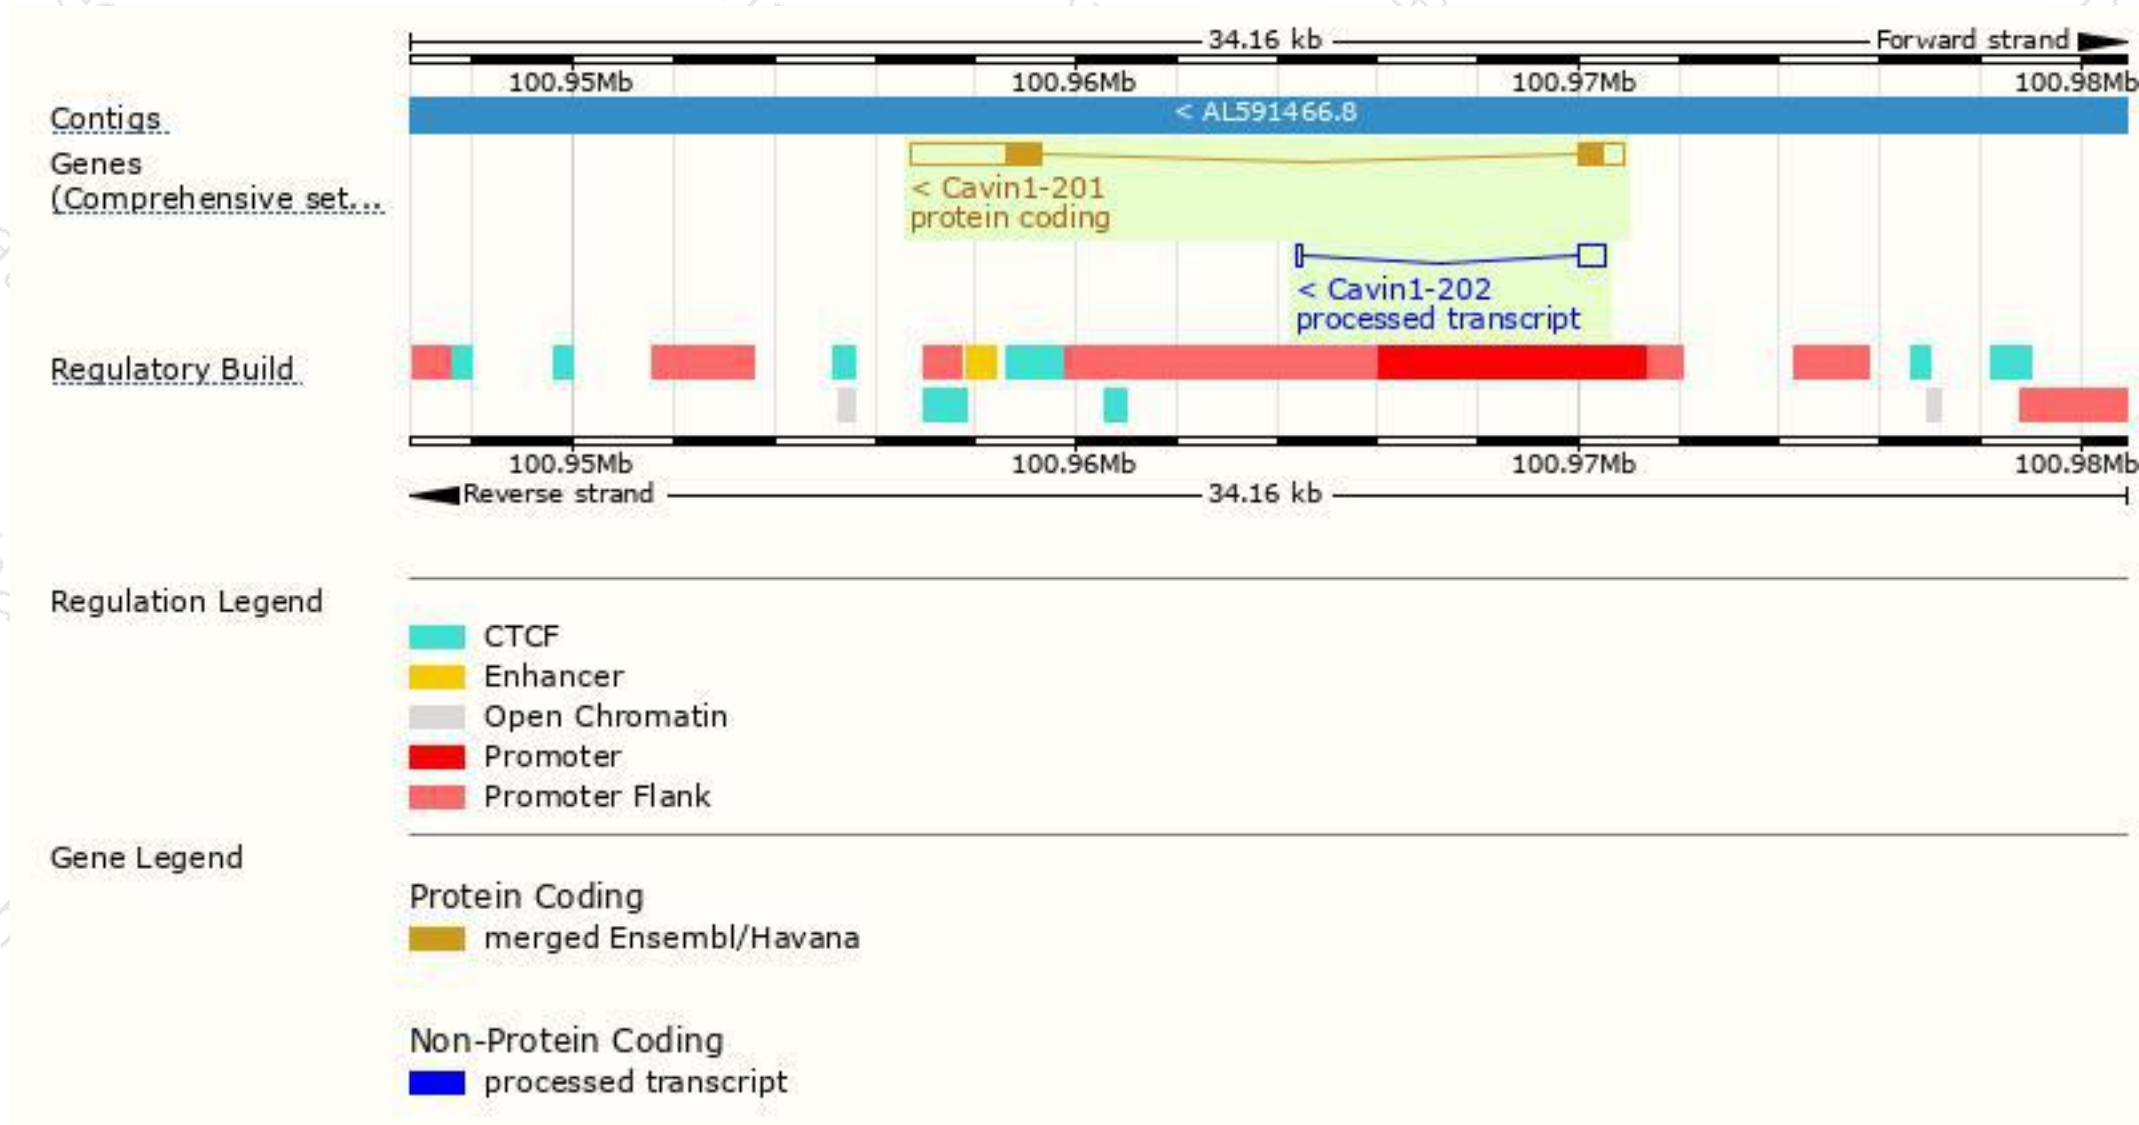 34.16 kb Forward strand
100.95Mb 100.96Mb 100.97Mb 100.98Mb
Contigs < AL591466.8
Genes
(Comprehensive set...
< Cavin1-201
protein coding
< Cavin1-202
processed transcript
Regulatory Build
100.95Mb 100.96Mb 100.97Mb 100.98Mb
Reverse strand 34.16 kb
Regulation Legend
CTCF
Enhancer
Open Chromatin
Promoter
Promoter Flank
Gene Legend
Protein Coding
merged Ensembl/Havana
Non-Protein Coding
processed transcript